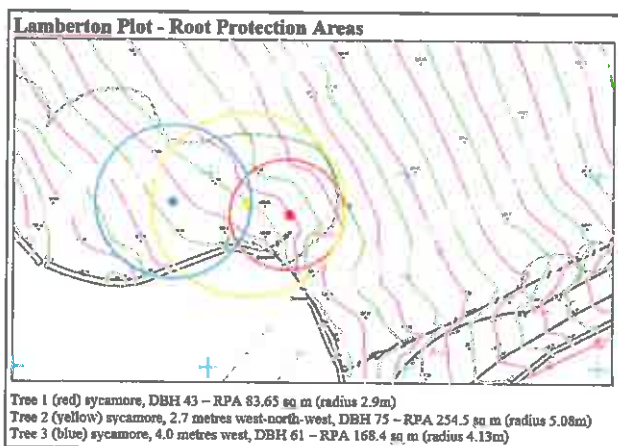 Lamberton Plot - Root Protection Areas
Tree 1 (red) sycamore, DBH 43 – RPA 83.65 sq m (radius 2.9m)
Tree 2 (yellow) sycamore, 2.7 metres west-north-west, DBH 75 – RPA 254.5 sq m (radius 5.08m)
Tree 3 (blue) sycamore, 4.0 metres west, DBH 61 – RPA 168.4 sq m (radius 4.13m)